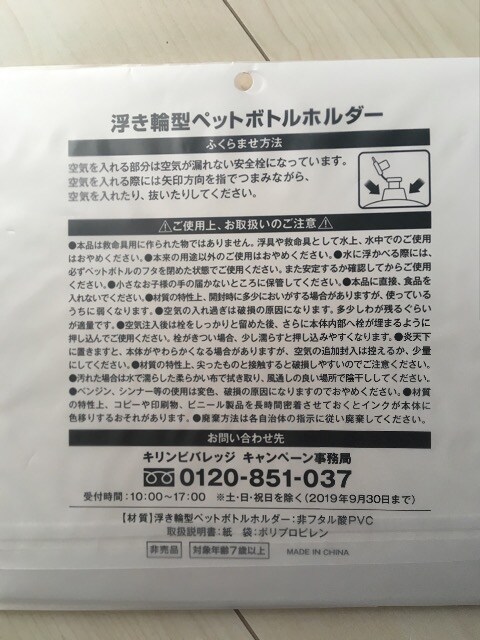 浮き輪型ペットボトルホルダー
ふくらませ方法
空気を入れる部分は空気が漏れない安全栓になっています。
空気を入れる際には矢印方向を指でつまみながら、
空気を入れたり、抜いたりしてください。
⚠ご使用上、お取扱いのご注意⚠
●本品は救命具用に作られた物ではありません。浮具や救命具として水上、水中でのご使用
はおやめください。●本来の用途以外のご使用はおやめください。●水に浮かべる際には、
必ずペットボトルのフタを閉めた状態でご使用ください。また安定するか確認してからご使用
ください。●小さなお子様の手の届かないところに保管してください。●本品に直接、食品を
入れないでください。●材質の特性上、開封時に多少においがする場合がありますが、使っている
うちに弱くなります。●空気の入れ過ぎは破損の原因になります。多少しわが残るぐらい
が適量です。●空気注入後は栓をしっかりと留めた後、さらに本体内部へ栓が埋まるように
押し込んでご使用ください。栓がきつい場合、少し濡らすと押し込みやすくなります。●炎天下
に置きますと、本体がやわらかくなる場合がありますが、空気の追加封入は控えるか、少量
にしてください。●材質の特性上、尖ったものと接触すると破損しやすいのでご注意ください。
●汚れた場合は水で濡らした柔らかい布で拭き取り、風通しの良い場所で陰干ししてください。
●ベンジン、シンナー等の使用は変色、破損の原因になりますのでおやめください。●材質
の特性上、コピーや印刷物、ビニール製品を長時間密着させておくとインクが本体に
色移りするおそれがあります。●廃棄方法は各自治体の指示に従い廃棄してください。
お問い合わせ先
キリンビバレッジ キャンペーン事務局
0120-851-037
受付時間：10:00〜17:00 ※土・日・祝日を除く(2019年9月30日まで)
【材質】浮き輪型ペットボトルホルダー：非フタル酸PVC
取扱説明書：紙 袋：ポリプロピレン
非売品 対象年齢7歳以上 MADE IN CHINA